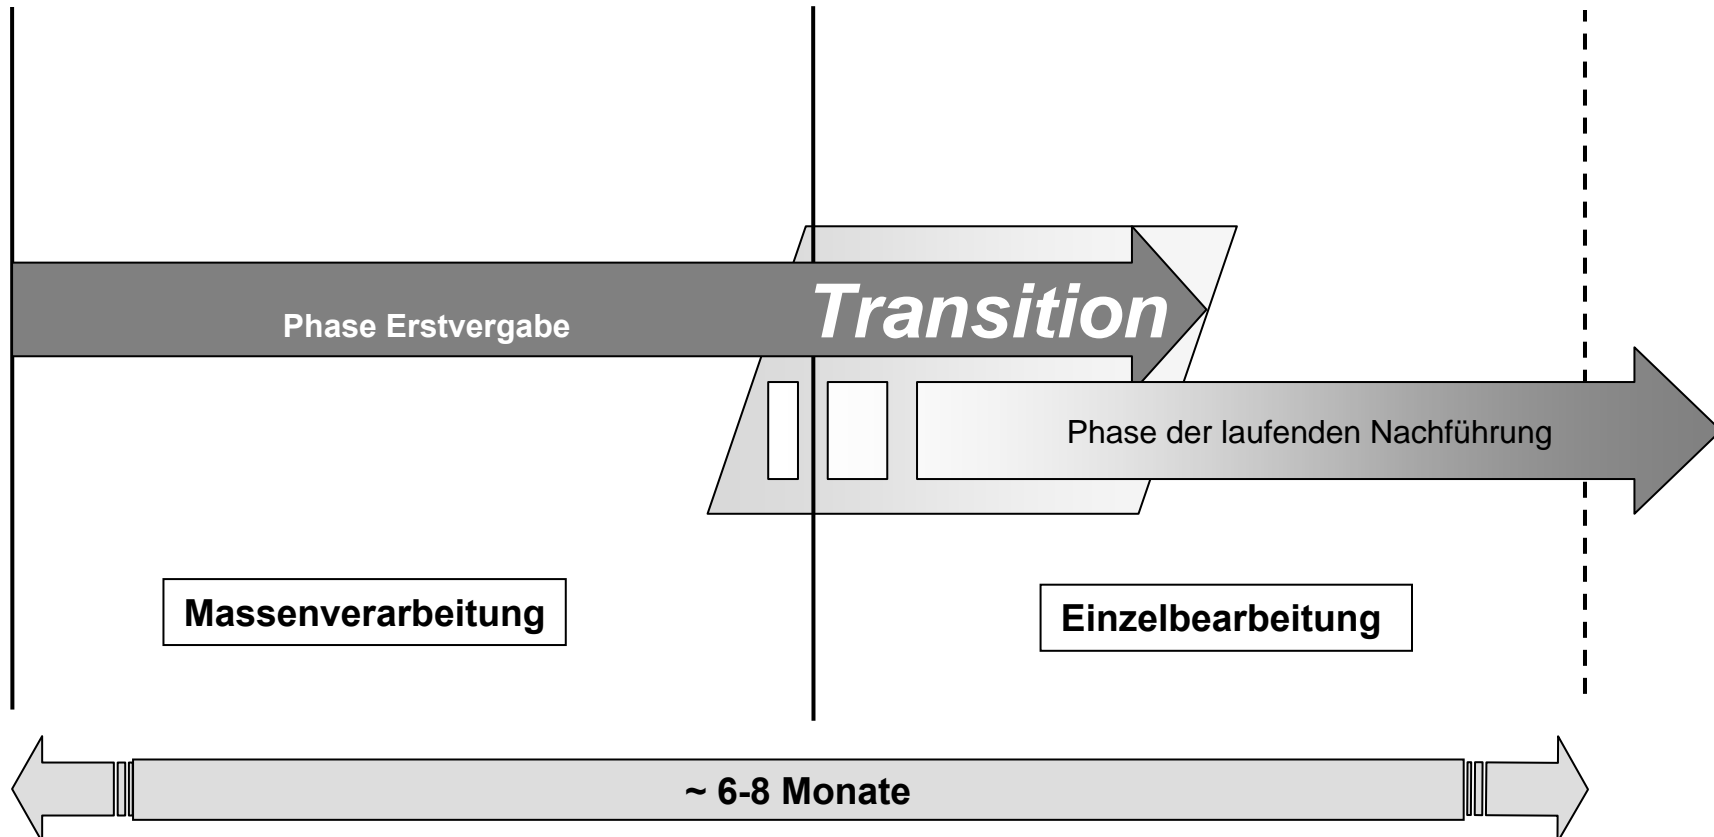 Transition
Phase Erstvergabe
Phase der laufenden Nachführung
Massenverarbeitung
Einzelbearbeitung
~ 6-8 Monate